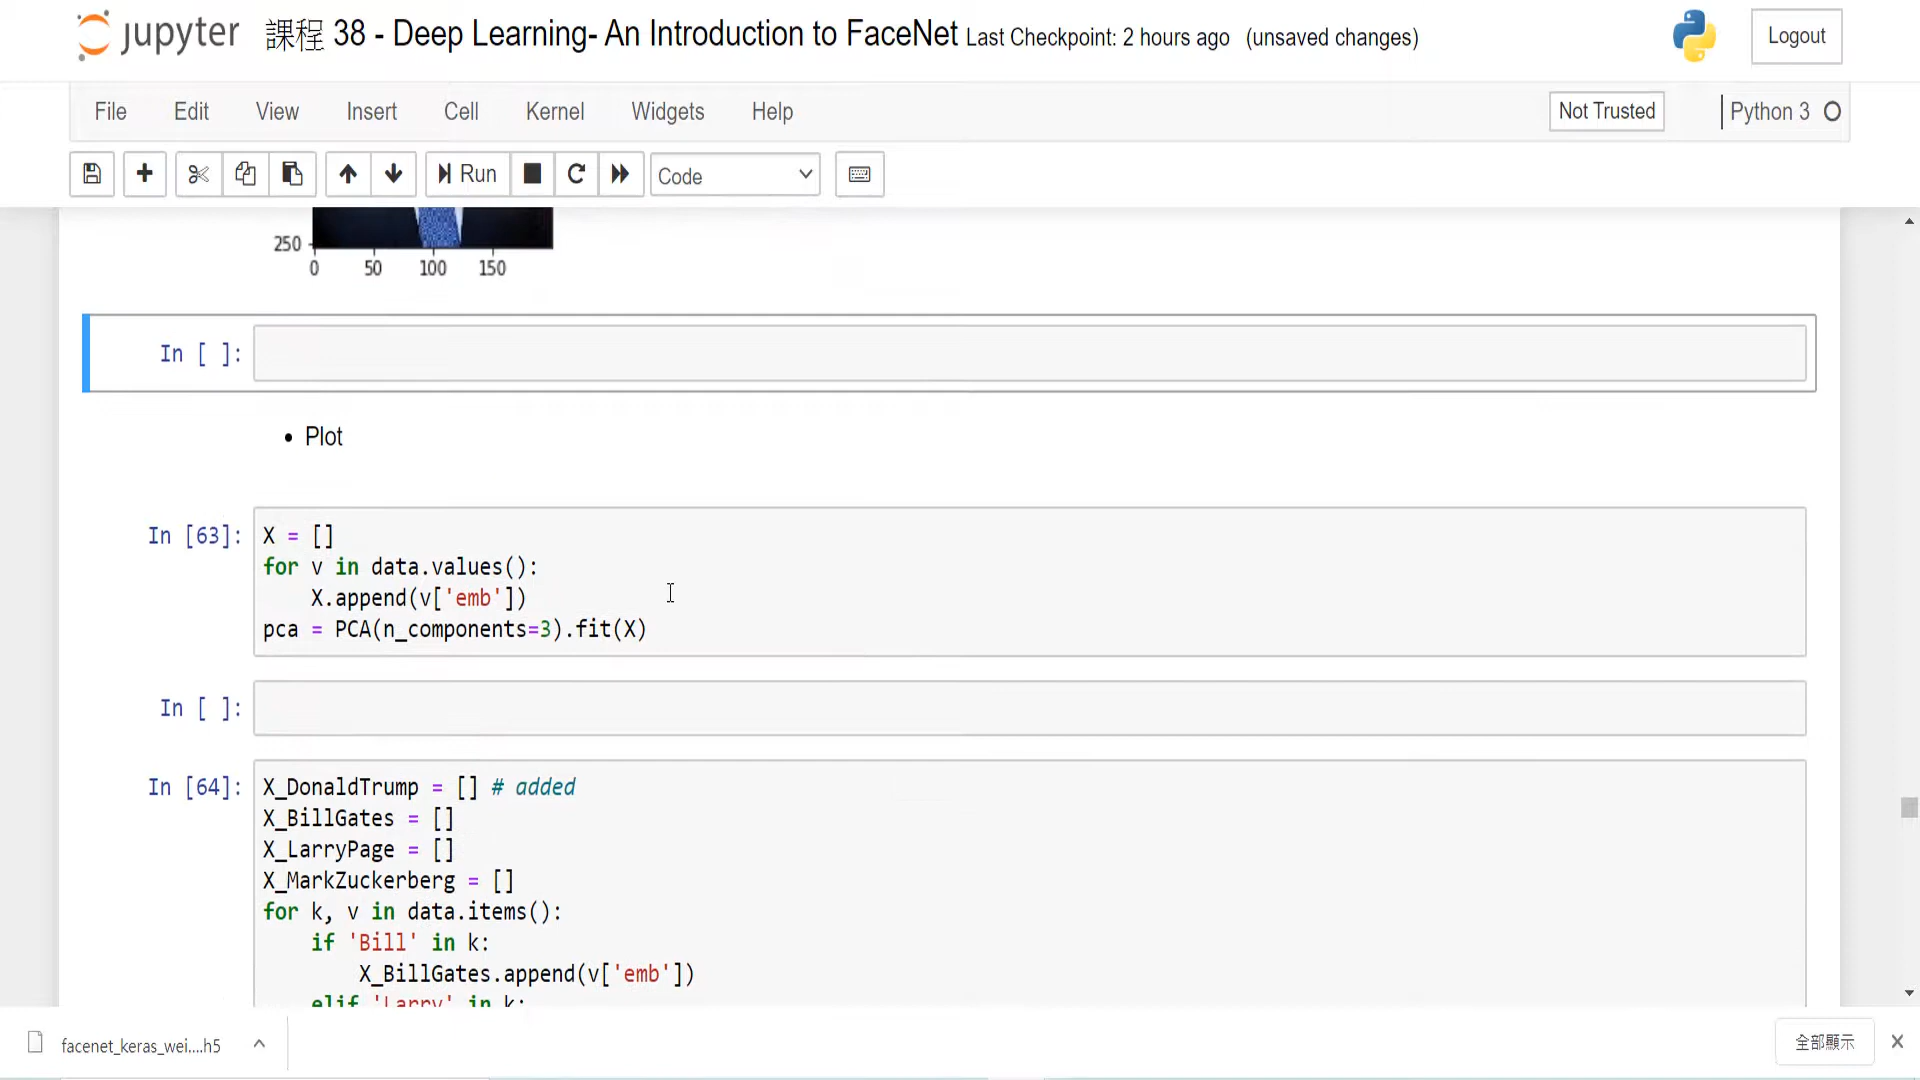 jupyter 課程 38 - Deep Learning- An Introduction to FaceNet Last Checkpoint: 2 hours ago (unsaved changes) Logout
File Edit View Insert Cell Kernel Widgets Help Not Trusted Python 3
Run Code
250
0 50 100 150
In [ ]:
• Plot
In [63]: X = []
for v in data.values():
    X.append(v['emb'])
pca = PCA(n_components=3).fit(X)
In [ ]:
In [64]: X_DonaldTrump = [] # added
X_BillGates = []
X_LarryPage = []
X_MarkZuckerberg = []
for k, v in data.items():
    if 'Bill' in k:
        X_BillGates.append(v['emb'])
    elif 'Larry' in k:
facenet_keras_wei....h5 全部顯示